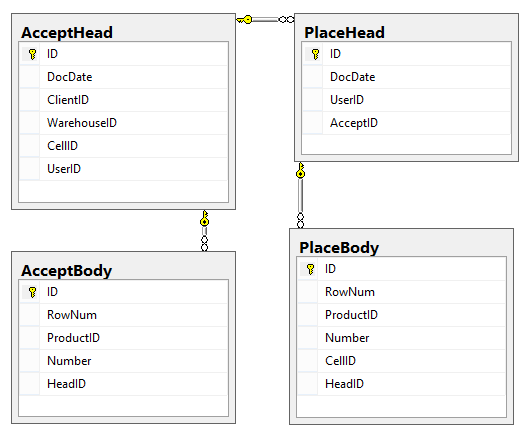 AcceptHead
ID
DocDate
ClientID
WarehouseID
CellID
UserID
PlaceHead
ID
DocDate
UserID
AcceptID
AcceptBody
ID
RowNum
ProductID
Number
HeadID
PlaceBody
ID
RowNum
ProductID
Number
CellID
HeadID